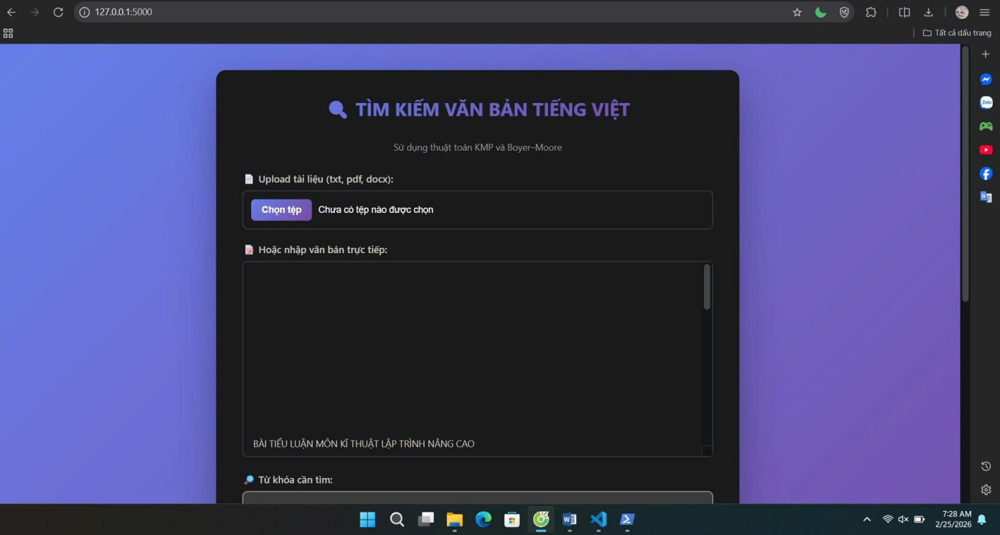 127.0.0.1:5000
Tất cả dấu trang
TÌM KIẾM VĂN BẢN TIẾNG VIỆT
Sử dụng thuật toán KMP và Boyer–Moore
Upload tài liệu (txt, pdf, docx):
Chọn tệp Chưa có tệp nào được chọn
Hoặc nhập văn bản trực tiếp:
BÀI TIỂU LUẬN MÔN KĨ THUẬT LẬP TRÌNH NÂNG CAO
Từ khóa cần tìm:
Zalo
7:28 AM
2/25/2026